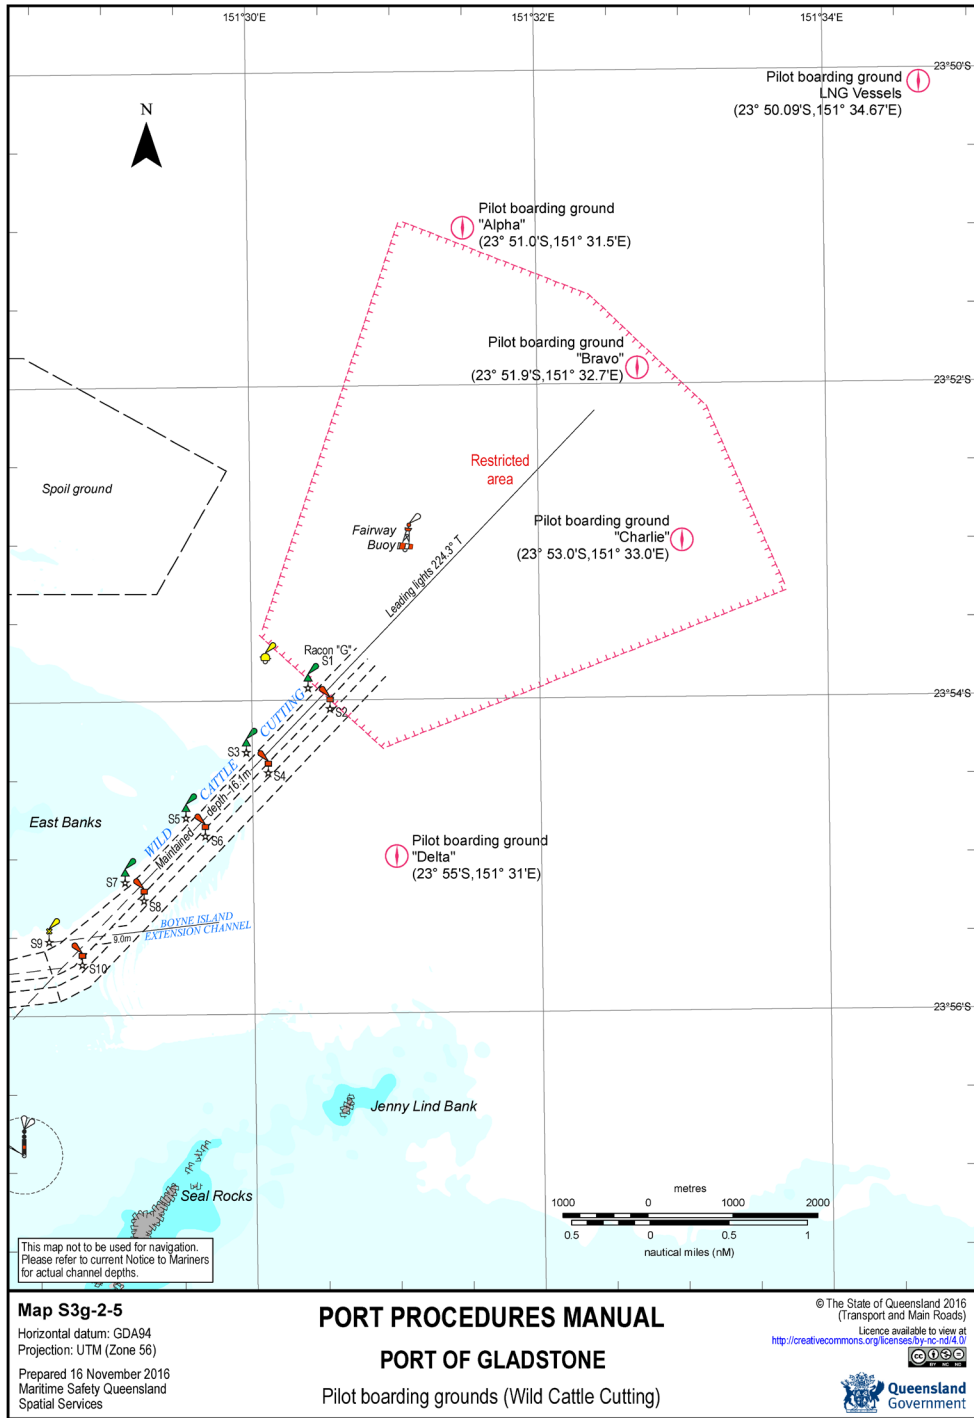 151°30'E
151°32'E
151°34'E
23°50'S
Pilot boarding ground
LNG Vessels
(23° 50.09'S,151° 34.67'E)
N
Pilot boarding ground
"Alpha"
(23° 51.0'S,151° 31.5'E)
Pilot boarding ground
"Bravo"
(23° 51.9'S,151° 32.7'E)
23°52'S
Restricted
area
Spoil ground
Fairway
Buoy
Pilot boarding ground
"Charlie"
(23° 53.0'S,151° 33.0'E)
Leading lights 224.3° T
Racon "G"
S1
S2
23°54'S
S3
S4
WILD CATTLE CUTTING
Maintained depth-16.1m
S5
S6
East Banks
Pilot boarding ground
"Delta"
(23° 55'S,151° 31'E)
S7
S8
BOYNE ISLAND
EXTENSION CHANNEL
9.0m
S9
S10
23°56'S
Jenny Lind Bank
Seal Rocks
metres
1000 0 1000 2000
0.5 0 0.5 1
nautical miles (nM)
This map not to be used for navigation.
Please refer to current Notice to Mariners
for actual channel depths.
Map S3g-2-5
Horizontal datum: GDA94
Projection: UTM (Zone 56)
Prepared 16 November 2016
Maritime Safety Queensland
Spatial Services
PORT PROCEDURES MANUAL
PORT OF GLADSTONE
Pilot boarding grounds (Wild Cattle Cutting)
© The State of Queensland 2016
(Transport and Main Roads)
Licence available to view at
http://creativecommons.org/licenses/by-nc-nd/4.0/
cc
BY NC ND
Queensland
Government